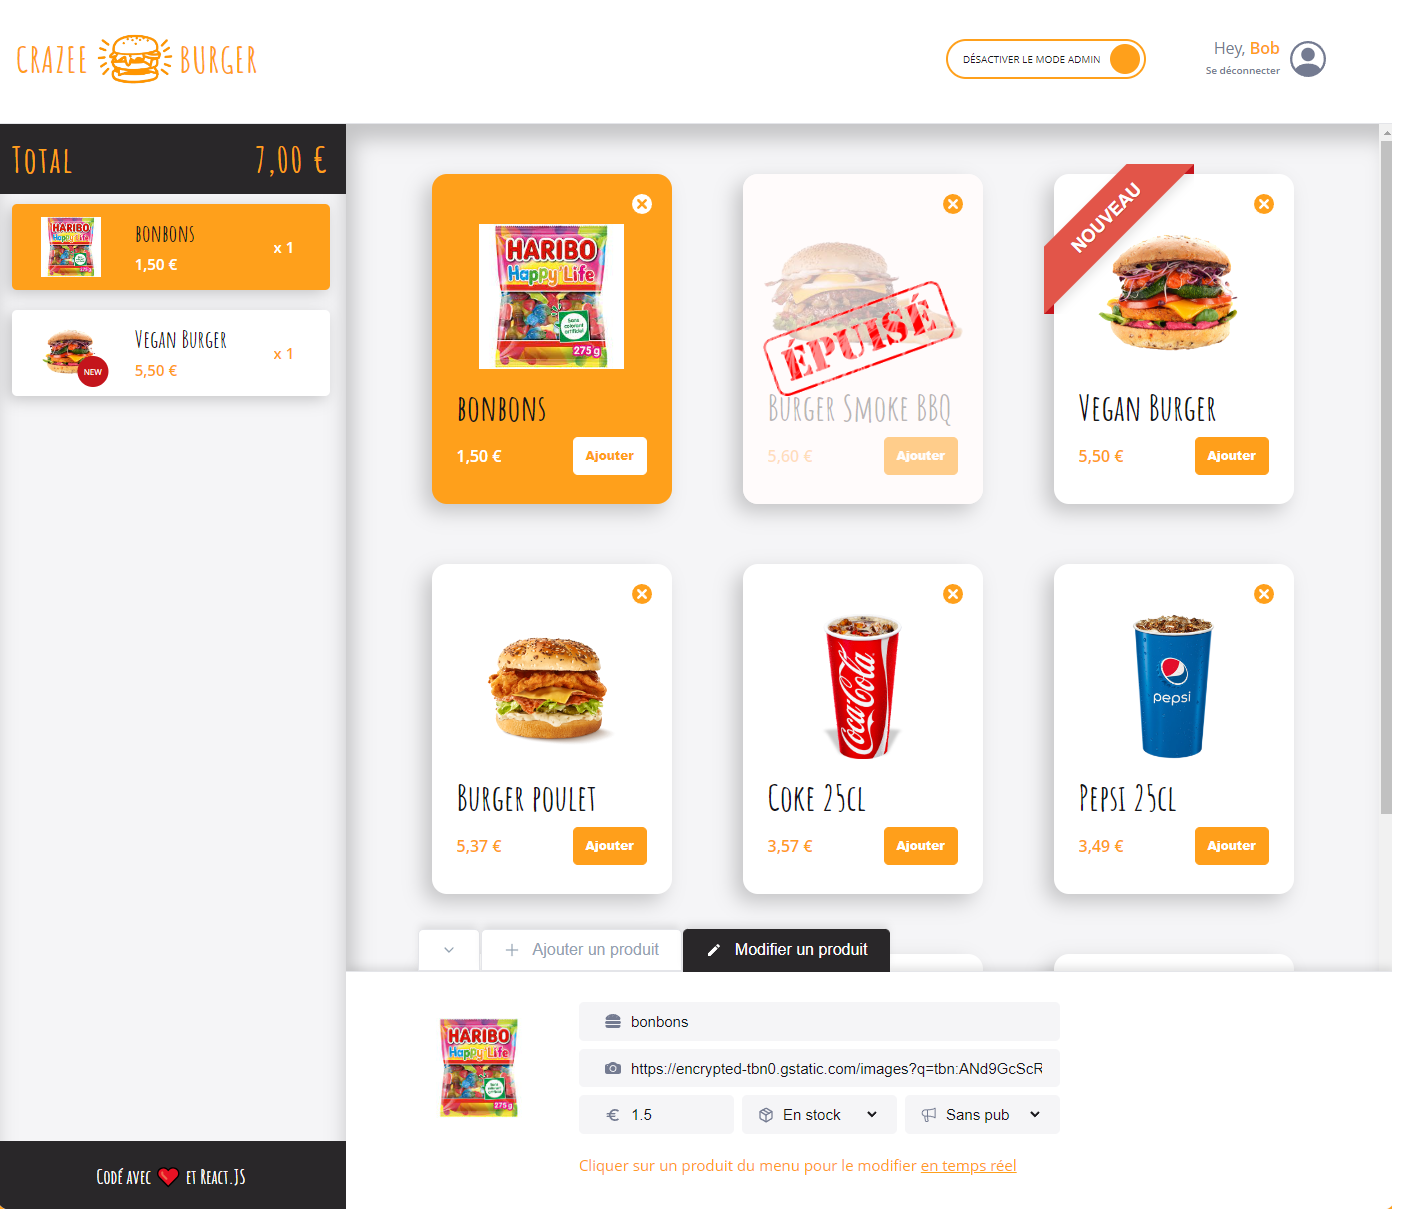 CRAZEE BURGER
DÉSACTIVER LE MODE ADMIN
Hey, Bob
Se déconnecter
Total 7,00 €
HARIBO
Happy Life
275 g
bonbons
1,50 €
x 1
Vegan Burger
5,50 €
x 1
NEW
HARIBO
Happy Life
Sans colorant artificiel
275 g
bonbons
1,50 €
Ajouter
ÉPUISÉ
Burger Smoke BBQ
5,60 €
Ajouter
NOUVEAU
Vegan Burger
5,50 €
Ajouter
Burger poulet
5,37 €
Ajouter
Coca-Cola
Coke 25cl
3,57 €
Ajouter
pepsi
Pepsi 25cl
3,49 €
Ajouter
Ajouter un produit
Modifier un produit
HARIBO
Happy Life
275 g
bonbons
https://encrypted-tbn0.gstatic.com/images?q=tbn:ANd9GcScR
€ 1.5
En stock
Sans pub
Cliquer sur un produit du menu pour le modifier en temps réel
Codé avec et React.JS